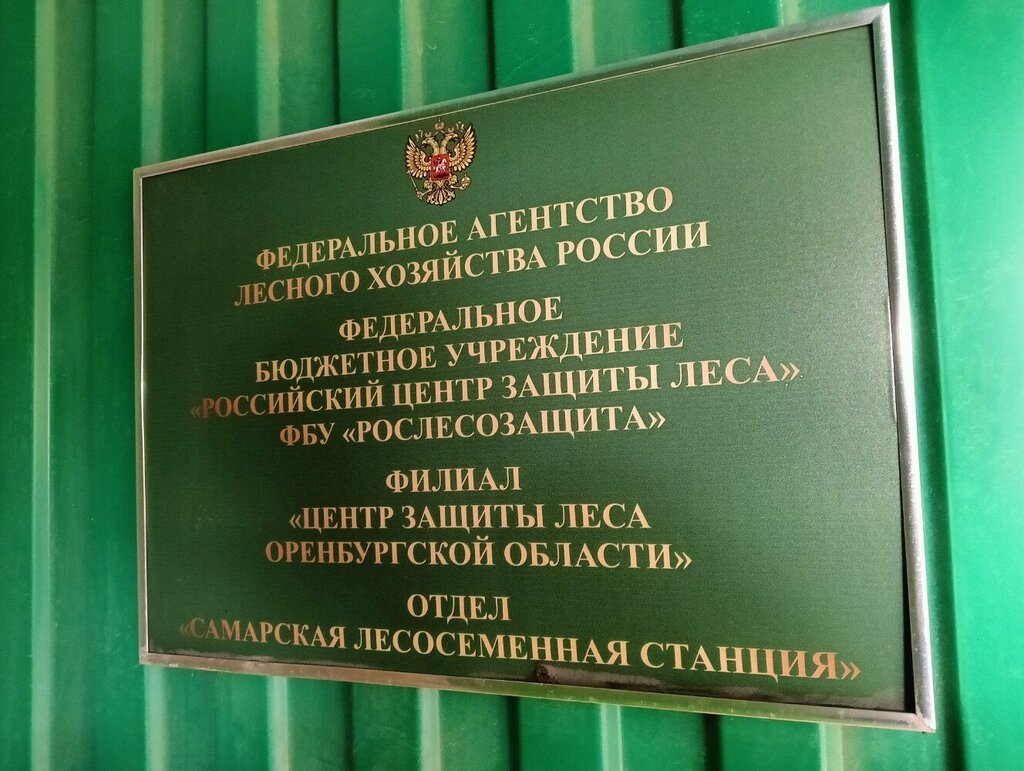 ФЕДЕРАЛЬНОЕ АГЕНТСТВО
ЛЕСНОГО ХОЗЯЙСТВА РОССИИ
ФЕДЕРАЛЬНОЕ
БЮДЖЕТНОЕ УЧРЕЖДЕНИЕ
«РОССИЙСКИЙ ЦЕНТР ЗАЩИТЫ ЛЕСА»
ФБУ «РОСЛЕСОЗАЩИТА»
ФИЛИАЛ
«ЦЕНТР ЗАЩИТЫ ЛЕСА
ОРЕНБУРГСКОЙ ОБЛАСТИ»
ОТДЕЛ
«САМАРСКАЯ ЛЕСОСЕМЕННАЯ СТАНЦИЯ»